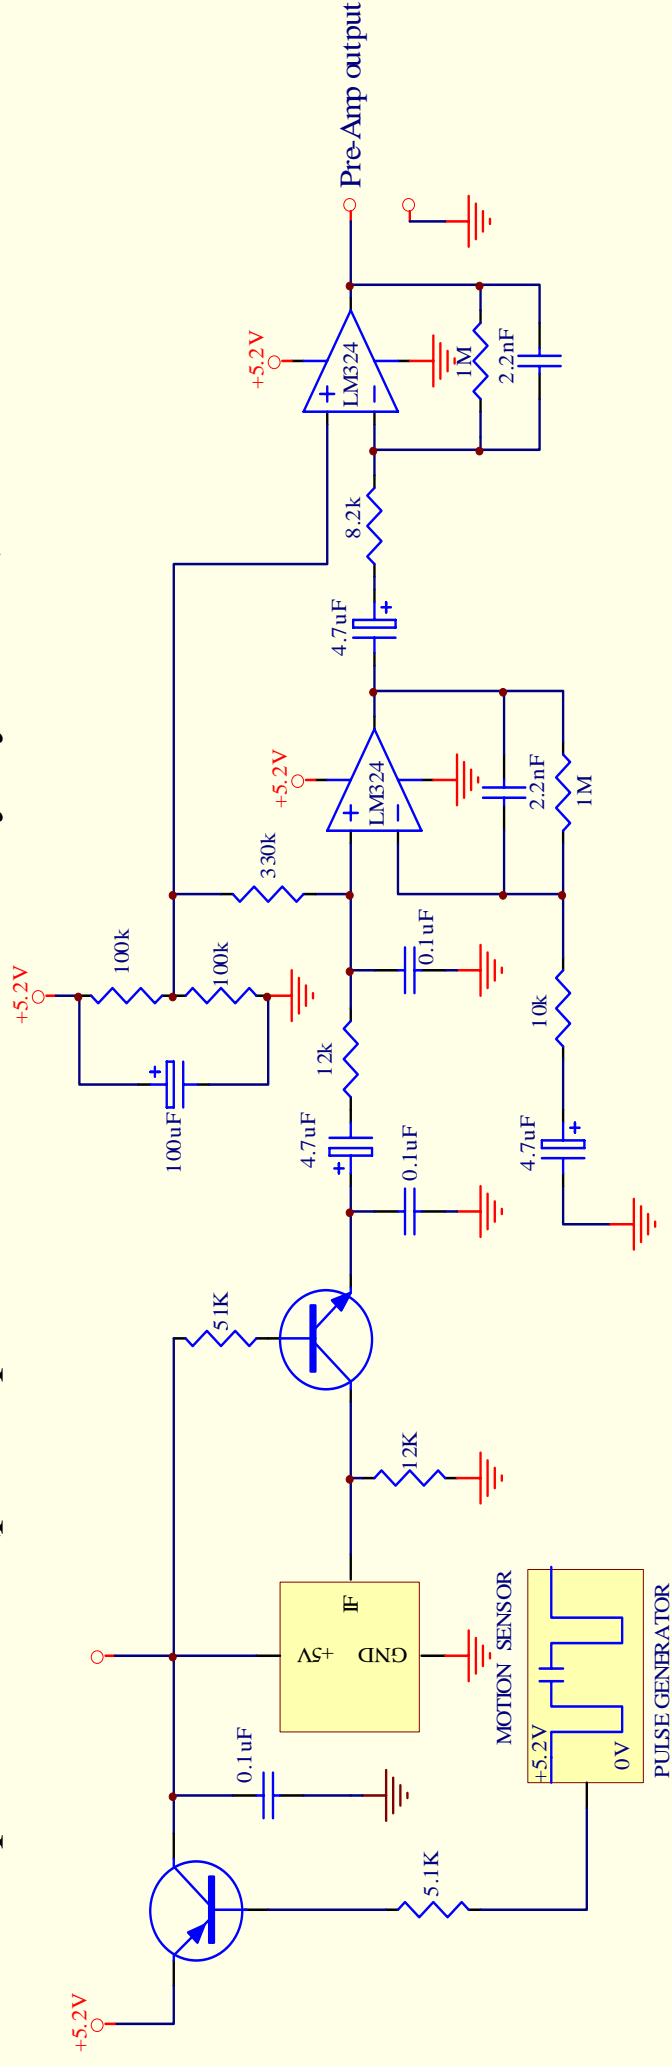 +5.2V
0.1uF
5.1K
+5V
GND
IF
MOTION SENSOR
+5.2V
0V
PULSE GENERATOR
12K
51K
0.1uF
4.7uF
12k
0.1uF
+5.2V
100uF
100k
100k
330k
4.7uF
10k
+5.2V
LM324
2.2nF
1M
4.7uF
8.2k
+5.2V
LM324
1M
2.2nF
Pre-Amp output